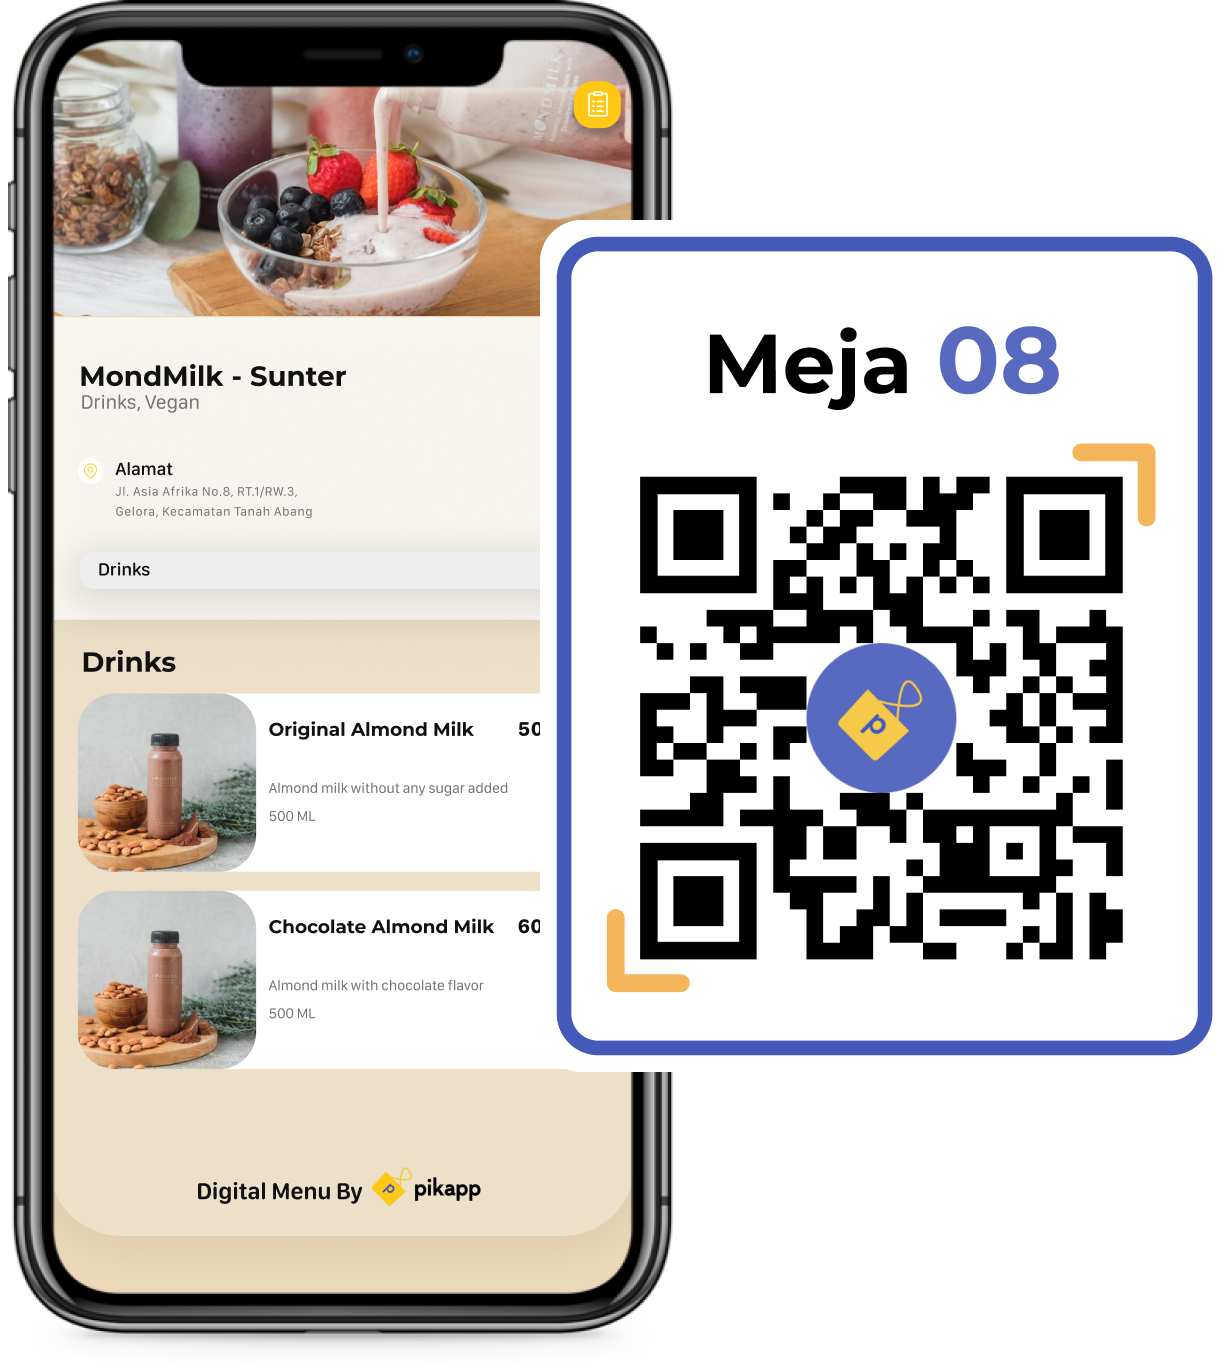 MONDMILK
MondMilk - Sunter
Drinks, Vegan
Alamat
Jl. Asia Afrika No.8, RT.1/RW.3,
Gelora, Kecamatan Tanah Abang
Drinks
Drinks
Original Almond Milk 50
Almond milk without any sugar added
500 ML
Chocolate Almond Milk 60
Almond milk with chocolate flavor
500 ML
Digital Menu By p pikapp
Meja 08
p